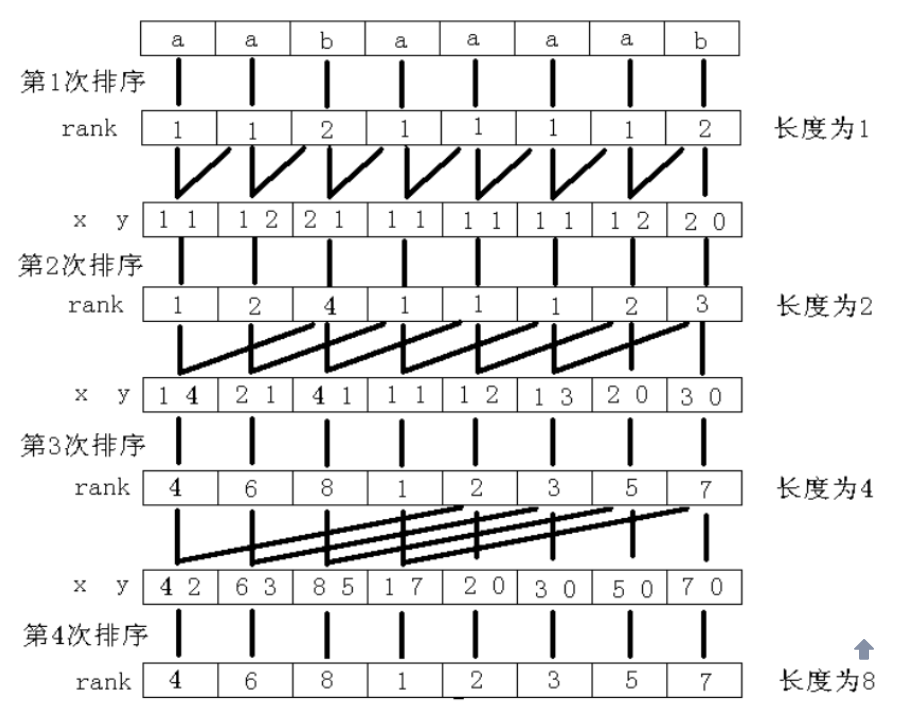 a a b a a a a b
第1次排序
rank 1 1 2 1 1 1 1 2 长度为1
x y 1 1 1 2 2 1 1 1 1 1 1 1 1 2 2 0
第2次排序
rank 1 2 4 1 1 1 2 3 长度为2
x y 1 4 2 1 4 1 1 1 1 2 1 3 2 0 3 0
第3次排序
rank 4 6 8 1 2 3 5 7 长度为4
x y 4 2 6 3 8 5 1 7 2 0 3 0 5 0 7 0
第4次排序
rank 4 6 8 1 2 3 5 7 长度为8